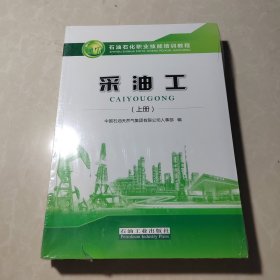 石油石化职业技能培训教程
采油工
CAIYOUGONG
（上册）
中国石油天然气集团有限公司人事部 编
石油工业出版社
Petroleum Industry Press